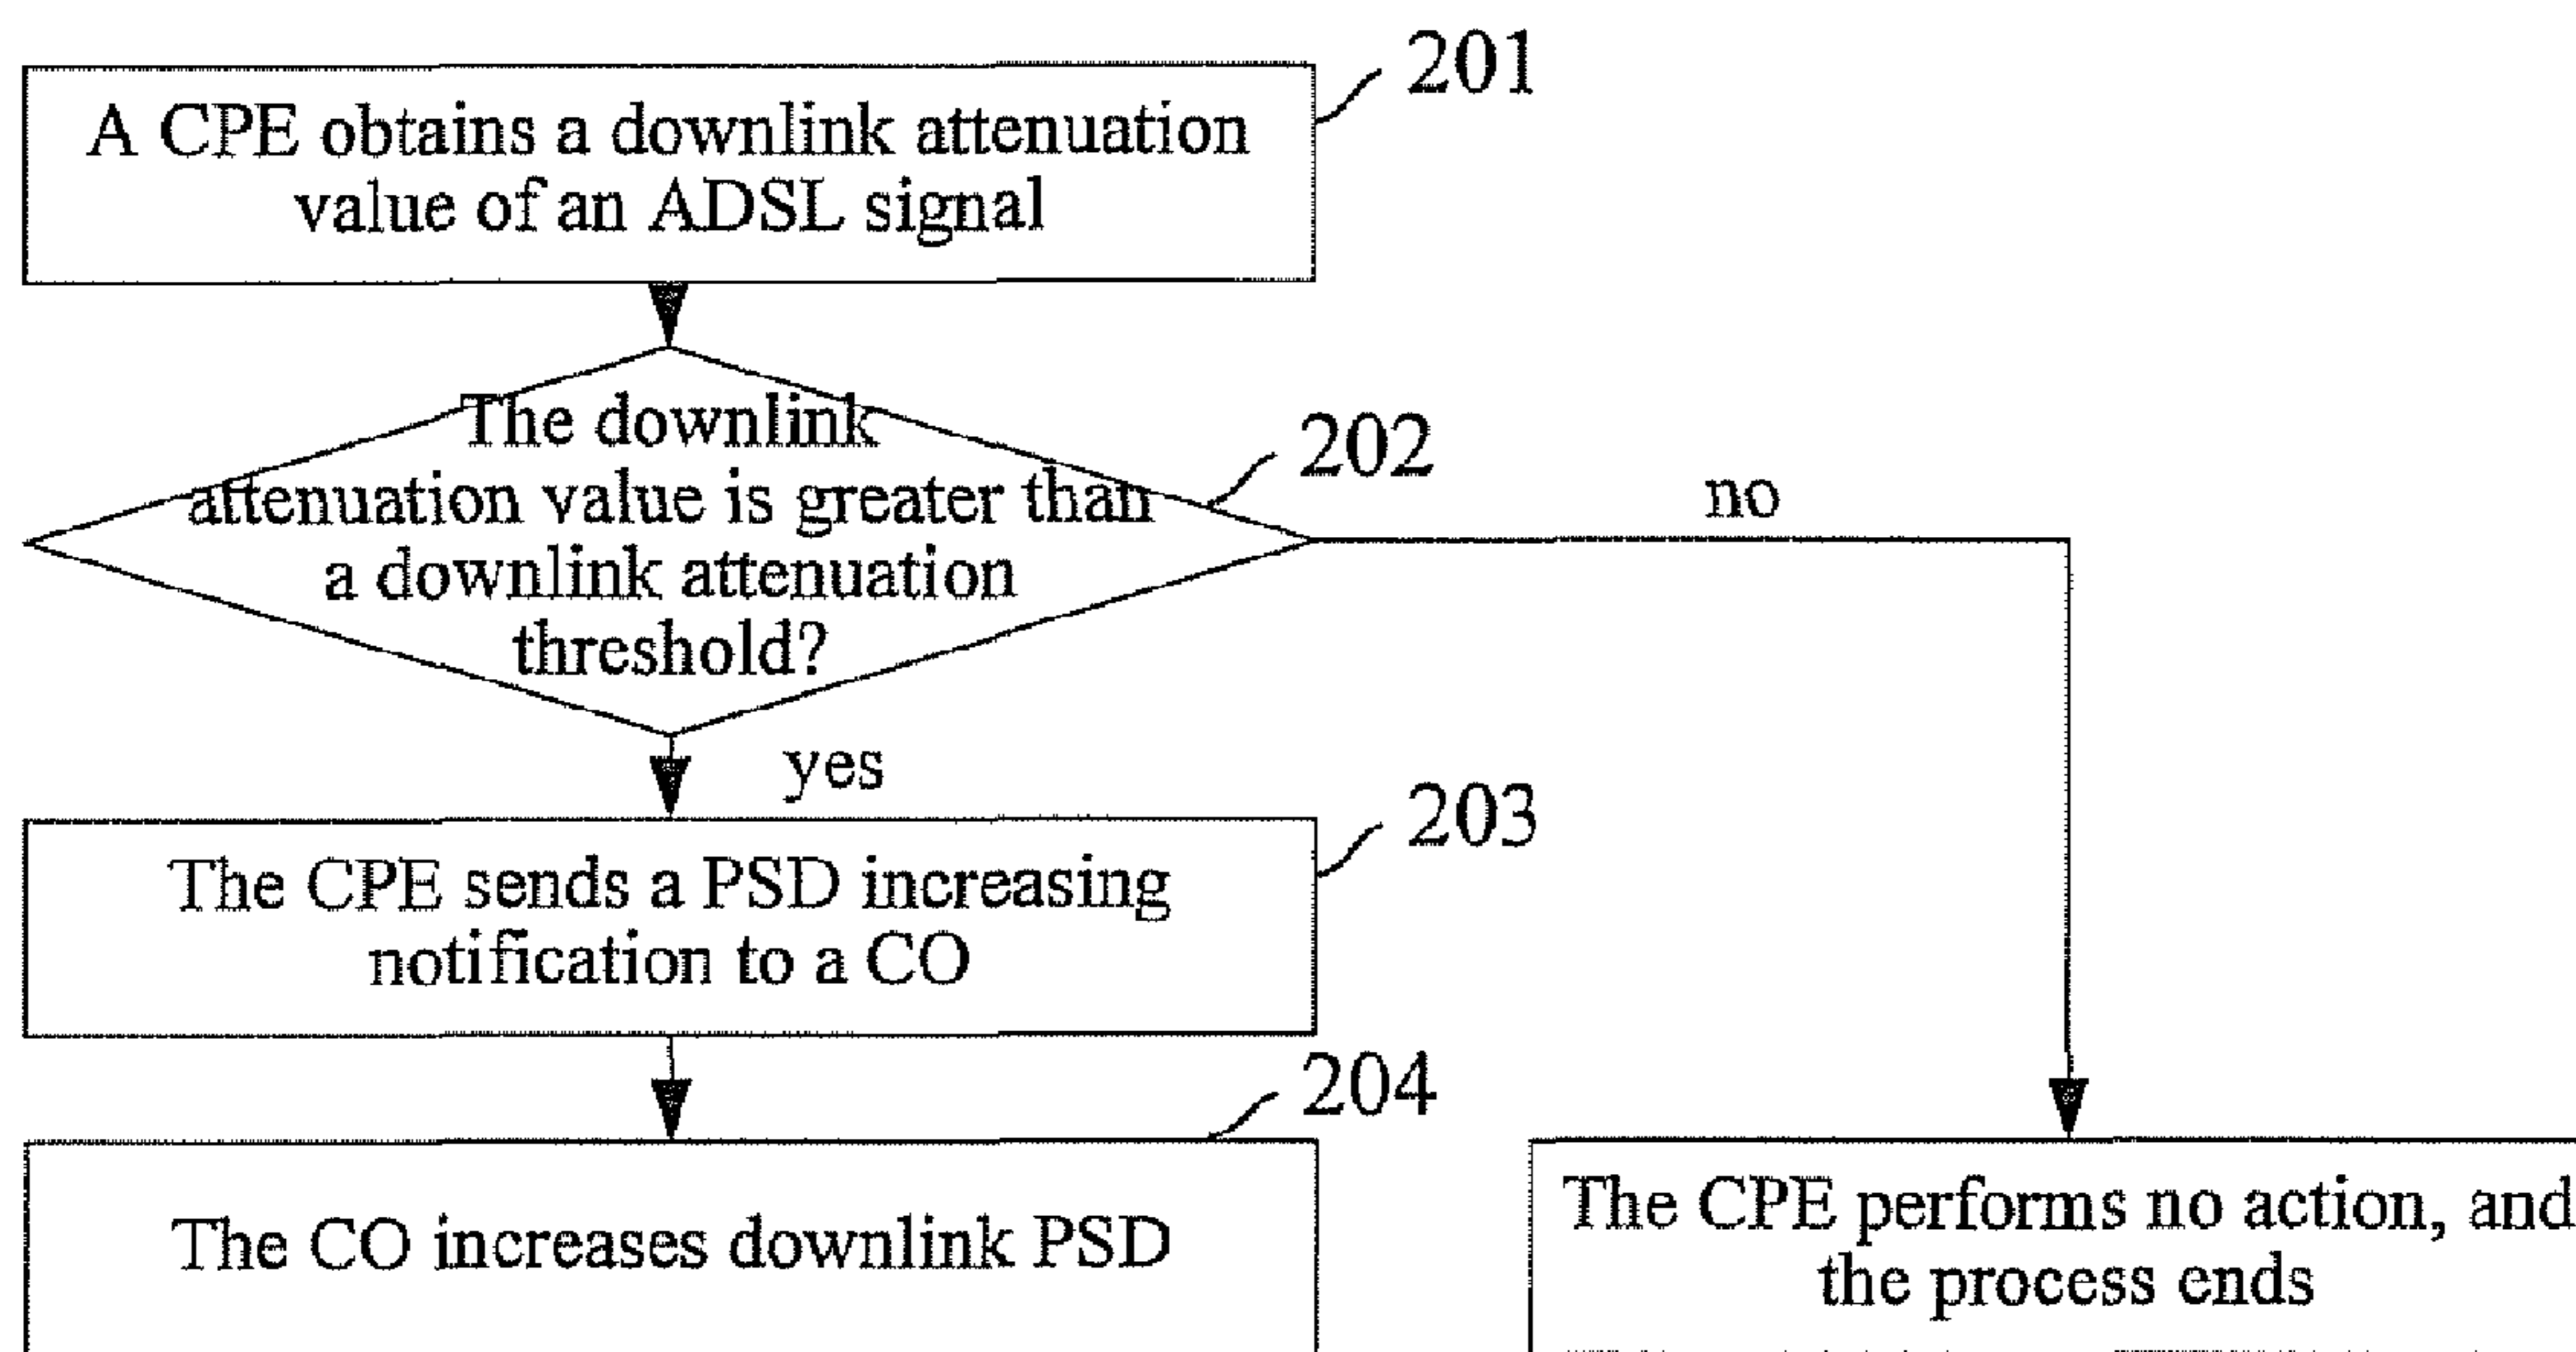 201
A CPE obtains a downlink attenuation
value of an ADSL signal
The downlink
attenuation value is greater than
a downlink attenuation
threshold?
202
no
yes
203
The CPE sends a PSD increasing
notification to a CO
204
The CO increases downlink PSD
The CPE performs no action, and
the process ends